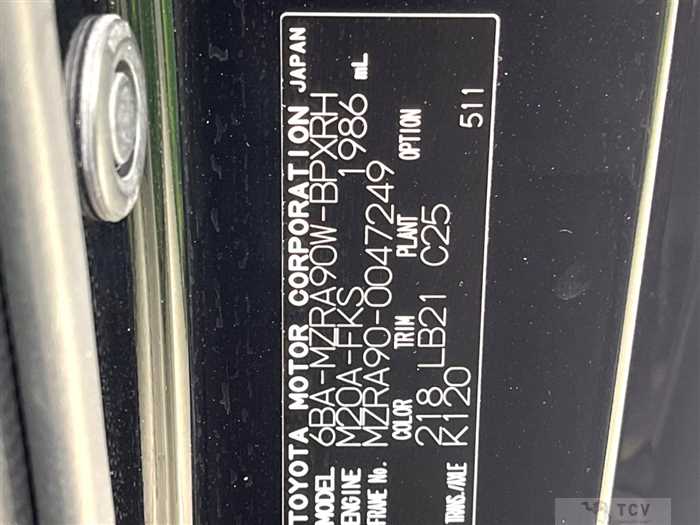 TOYOTA MOTOR CORPORATION JAPAN
MODEL 6BA-MZRA90W-BPXRH
ENGINE M20A-FKS 1986 mL
FRAME No. MZRA90-0047249
COLOR TRIM PLANT OPTION
218 LB21 C25
TRANS./AXLE K120 511
TCV